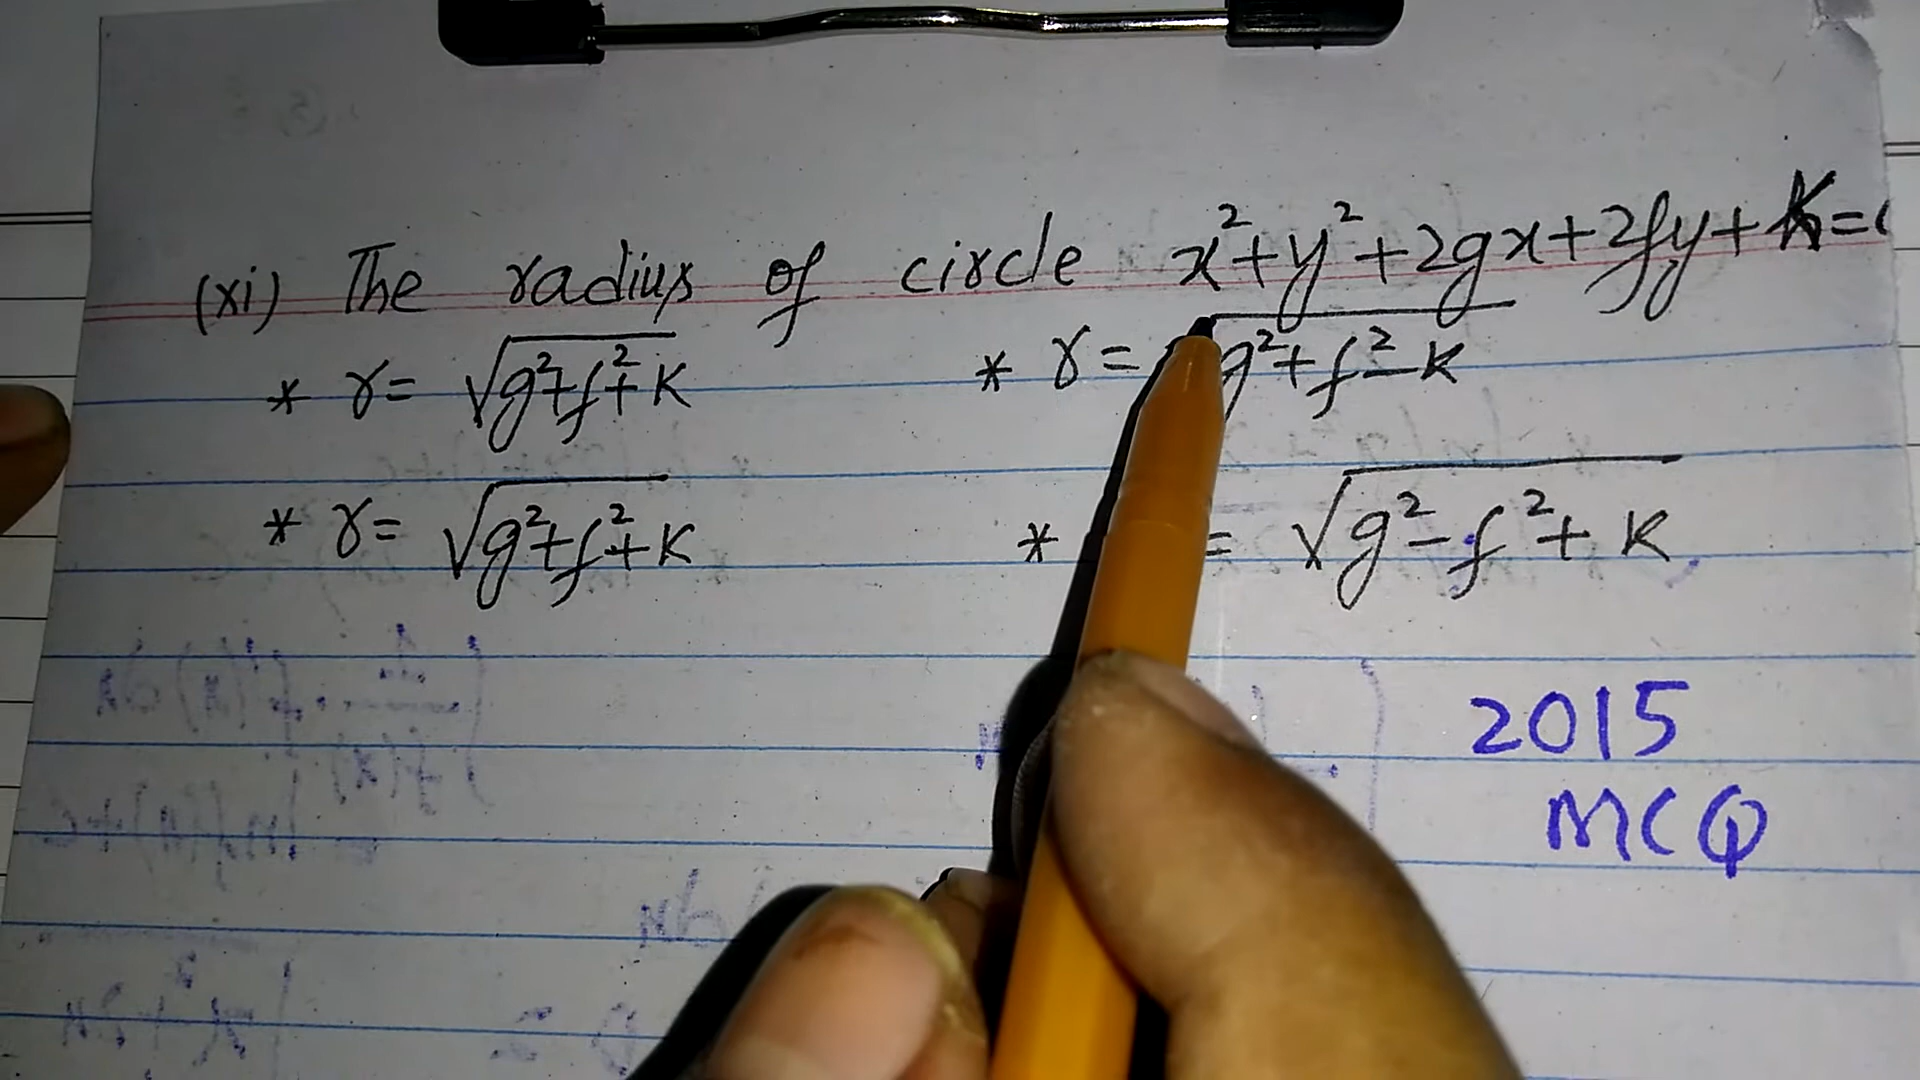 (xi) The radius of circle x²+y²+2gx+2fy+K=0
* r= √g²+f²+K * r= √g²+f²-K
* r= √g²+f²+K * = √g²-f²+K
2015
MCQ